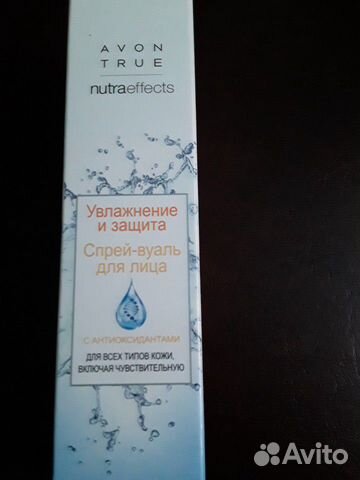 AVON
TRUE
nutraeffects
Увлажнение
и защита
Спрей-вуаль
для лица
С АНТИОКСИДАНТАМИ
ДЛЯ ВСЕХ ТИПОВ КОЖИ,
ВКЛЮЧАЯ ЧУВСТВИТЕЛЬНУЮ
Avito